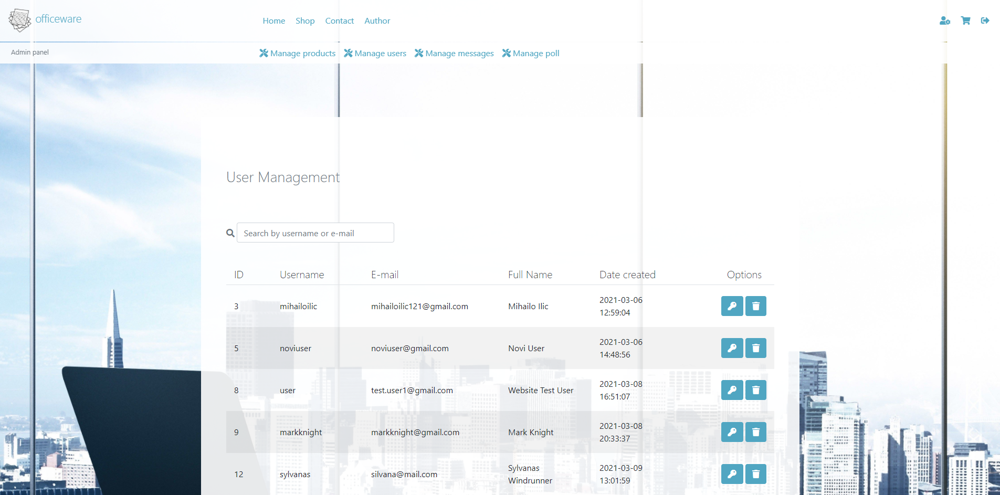 officeware
Home Shop Contact Author
Admin panel
Manage products Manage users Manage messages Manage poll
User Management
Search by username or e-mail
ID Username E-mail Full Name Date created Options
3 mihailoilic mihailoilic121@gmail.com Mihailo Ilic 2021-03-06
12:59:04
5 noviuser noviuser@gmail.com Novi User 2021-03-06
14:48:56
8 user test.user1@gmail.com Website Test User 2021-03-08
16:51:07
9 markknight markknight@gmail.com Mark Knight 2021-03-08
20:33:37
12 sylvanas silvana@mail.com Sylvanas
Windrunner 2021-03-09
13:01:59